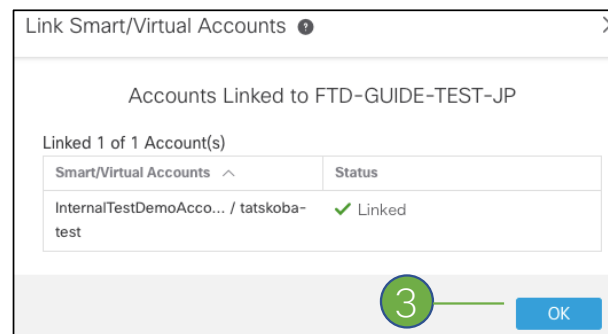 Link Smart/Virtual Accounts ?
Accounts Linked to FTD-GUIDE-TEST-JP
Linked 1 of 1 Account(s)
Smart/Virtual Accounts Status
InternalTestDemoAcco... / tatskoba- Linked
test
3 OK